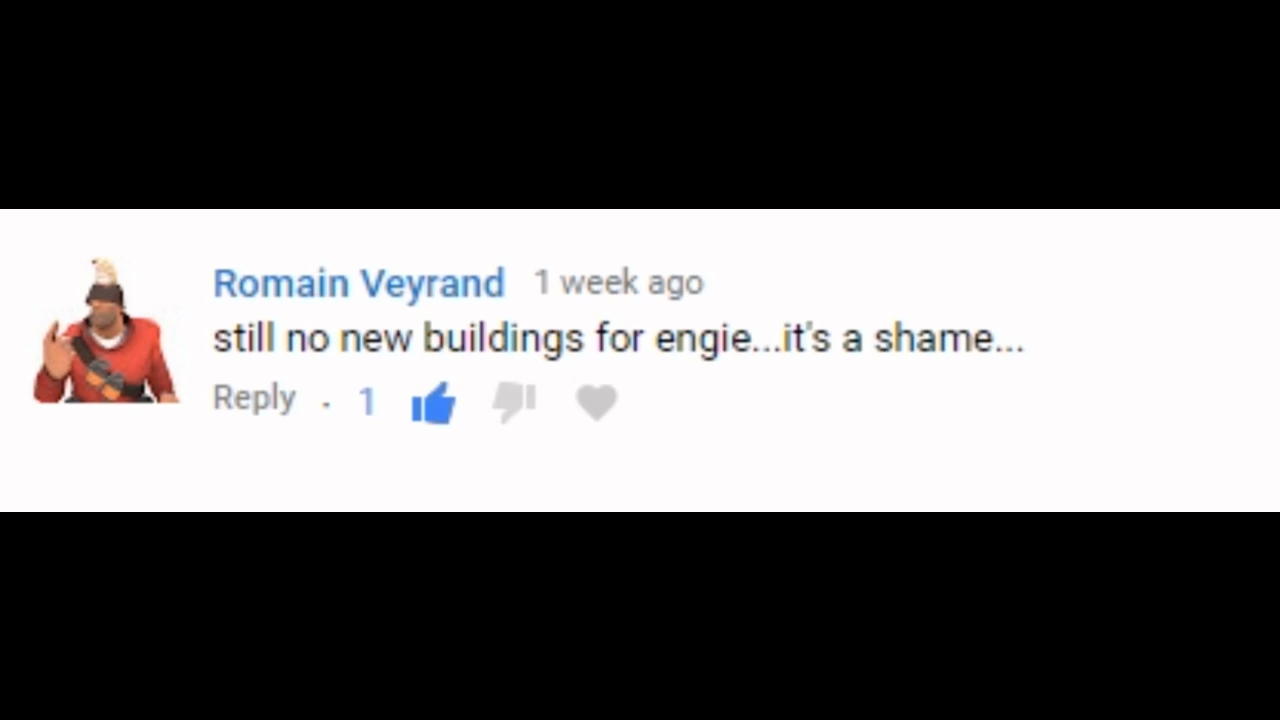 Romain Veyrand 1 week ago
still no new buildings for engie...it's a shame...
Reply . 1